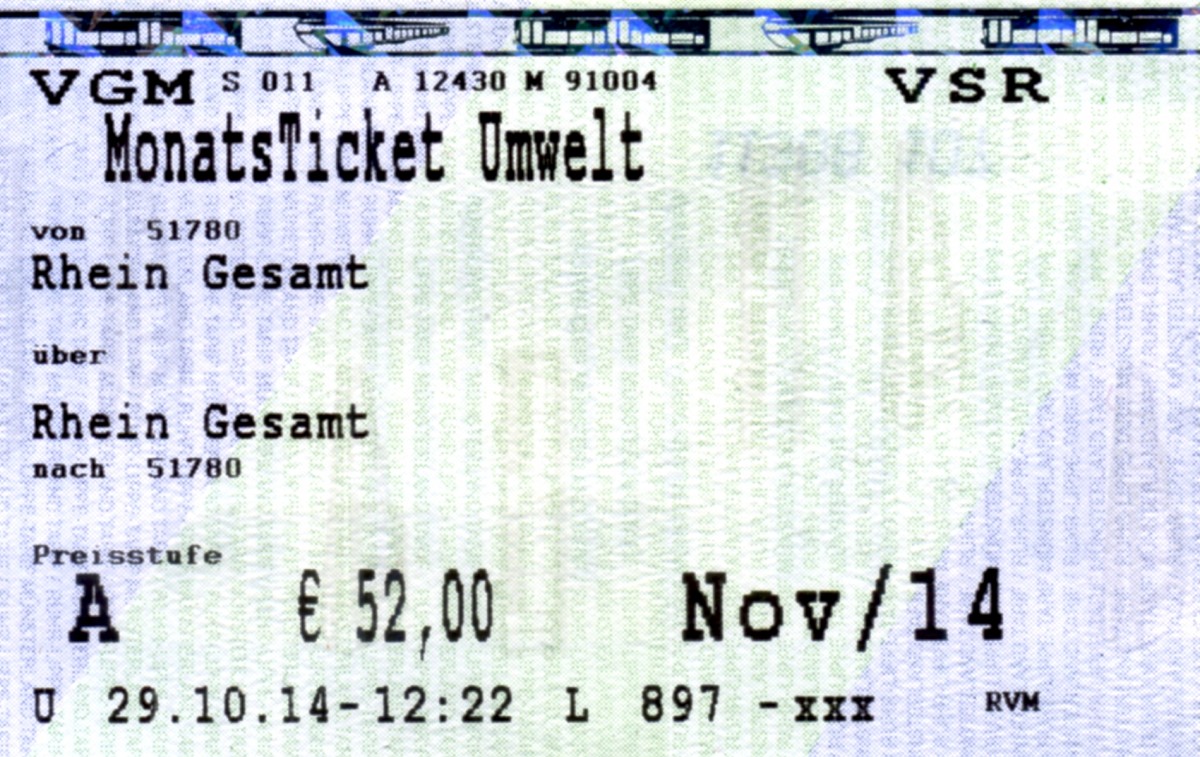 VGM S 011 A 12430 M 91004 VSR
MonatsTicket Umwelt
von 51780
Rhein Gesamt
über
Rhein Gesamt
nach 51780
Preisstufe
A € 52,00 Nov/14
U 29.10.14-12:22 L 897 -xxx RVM